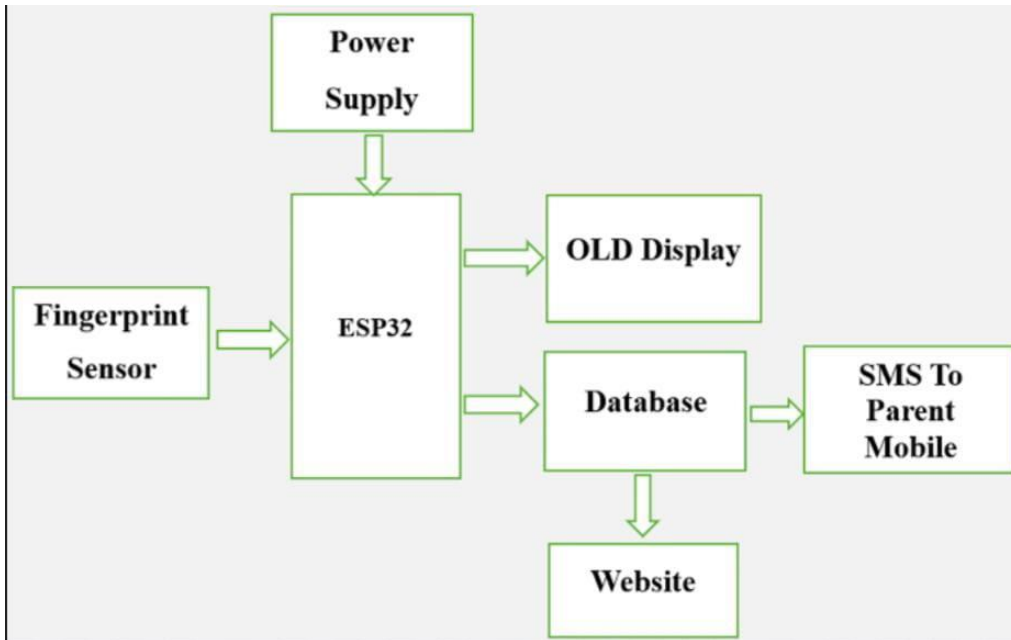 Power
Supply
OLD Display
Fingerprint
Sensor
ESP32
Database
SMS To
Parent
Mobile
Website